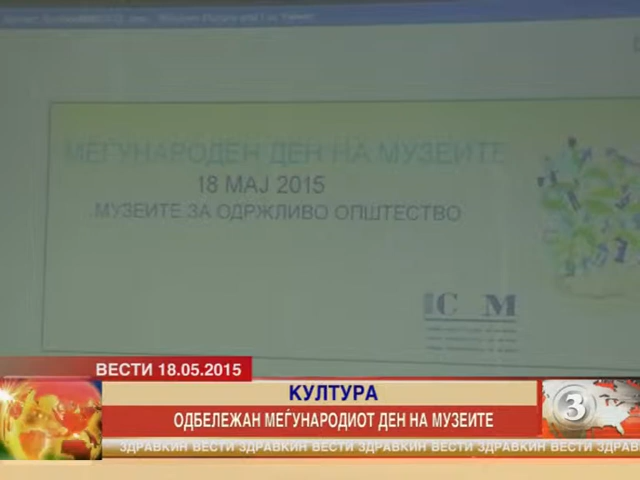 МЕЃУНАРОДЕН ДЕН НА МУЗЕИТЕ
18 МАЈ 2015
МУЗЕИТЕ ЗА ОДРЖЛИВО ОПШТЕСТВО
ВЕСТИ 18.05.2015
КУЛТУРА
ОДБЕЛЕЖАН МЕЃУНАРОДИОТ ДЕН НА МУЗЕИТЕ
3
ЗДРАВКИН ВЕСТИ ЗДРАВКИН ВЕСТИ ЗДРАВКИН ВЕСТИ ЗДРАВКИН ВЕСТИ ЗДРАВ